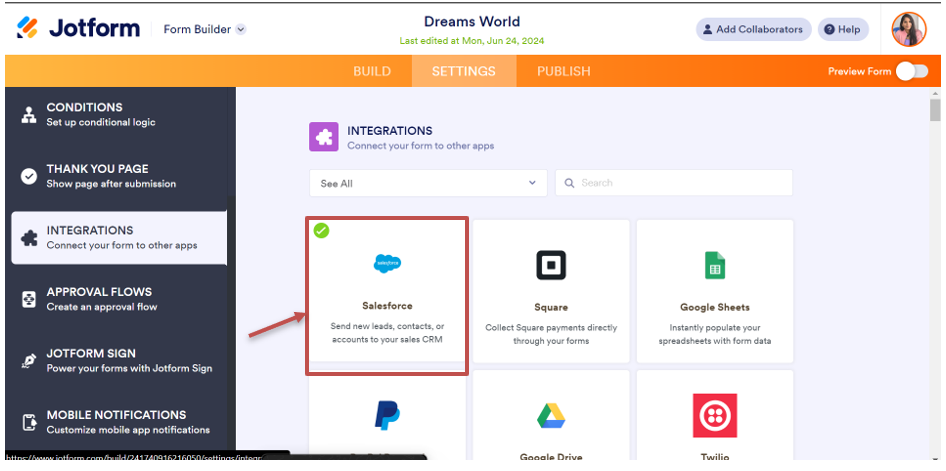 Jotform
Form Builder
Dreams World
Last edited at Mon, Jun 24, 2024
Add Collaborators
Help
BUILD
SETTINGS
PUBLISH
Preview Form
CONDITIONS
Set up conditional logic
THANK YOU PAGE
Show page after submission
INTEGRATIONS
Connect your form to other apps
APPROVAL FLOWS
Create an approval flow
JOTFORM SIGN
Power your forms with Jotform Sign
MOBILE NOTIFICATIONS
Customize mobile app notifications
INTEGRATIONS
Connect your form to other apps
See All
Search
salesforce
Salesforce
Send new leads, contacts, or
accounts to your sales CRM
Square
Collect Square payments directly
through your forms
Google Sheets
Instantly populate your
spreadsheets with form data
Google Drive
Twilio
https://www.jotform.com/build/241740916216050/settings/integr